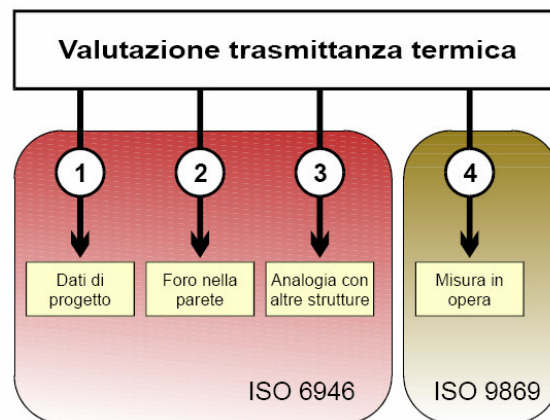 Valutazione trasmittanza termica
1
2
3
4
Dati di
progetto
Foro nella
parete
Analogia con
altre strutture
Misura in
opera
ISO 6946
ISO 9869